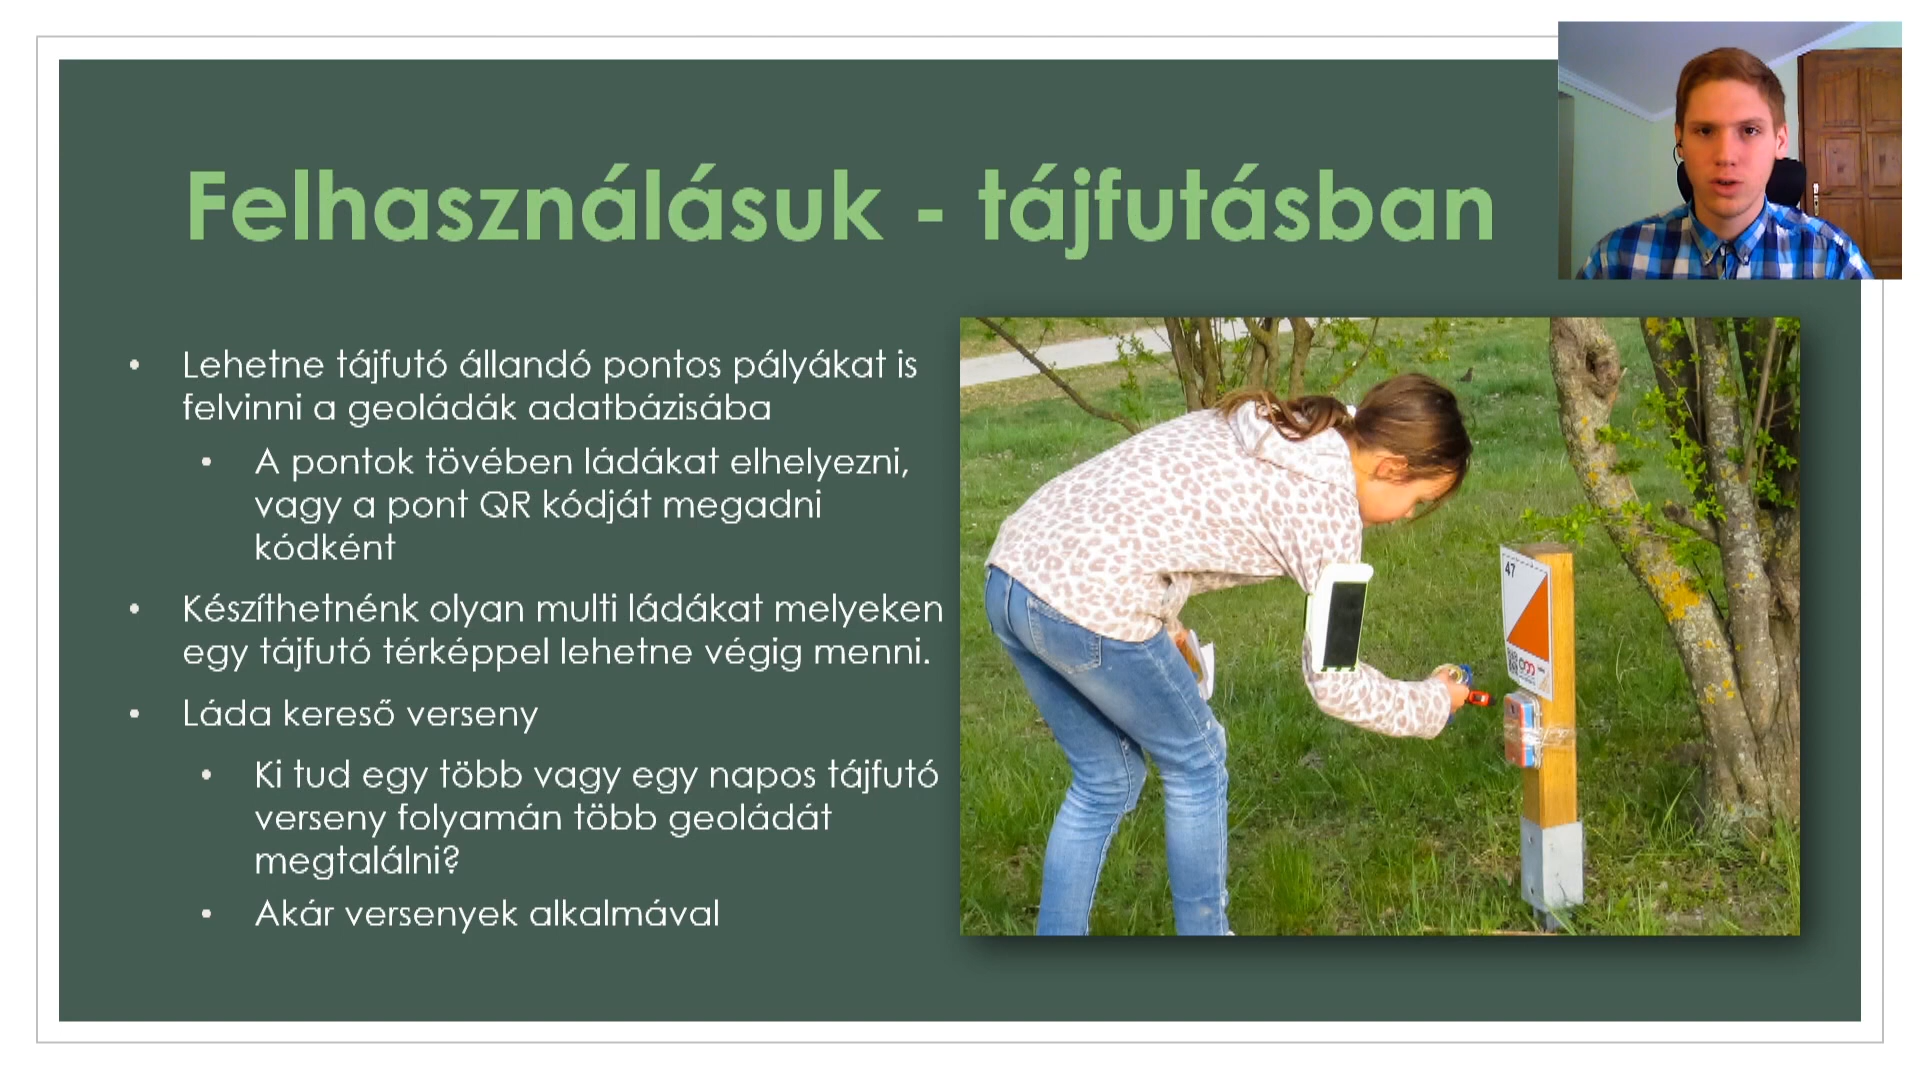 Felhasználásuk - tájfutásban
• Lehetne tájfutó állandó pontos pályákat is
felvinni a geoládák adatbázisába
• A pontok tövében ládákat elhelyezni,
vagy a pont QR kódját megadni
kódként
• Készíthetnénk olyan multi ládákat melyeken
egy tájfutó térképpel lehetne végig menni.
• Láda kereső verseny
• Ki tud egy több vagy egy napos tájfutó
verseny folyamán több geoládát
megtalálni?
• Akár versenyek alkalmával
47